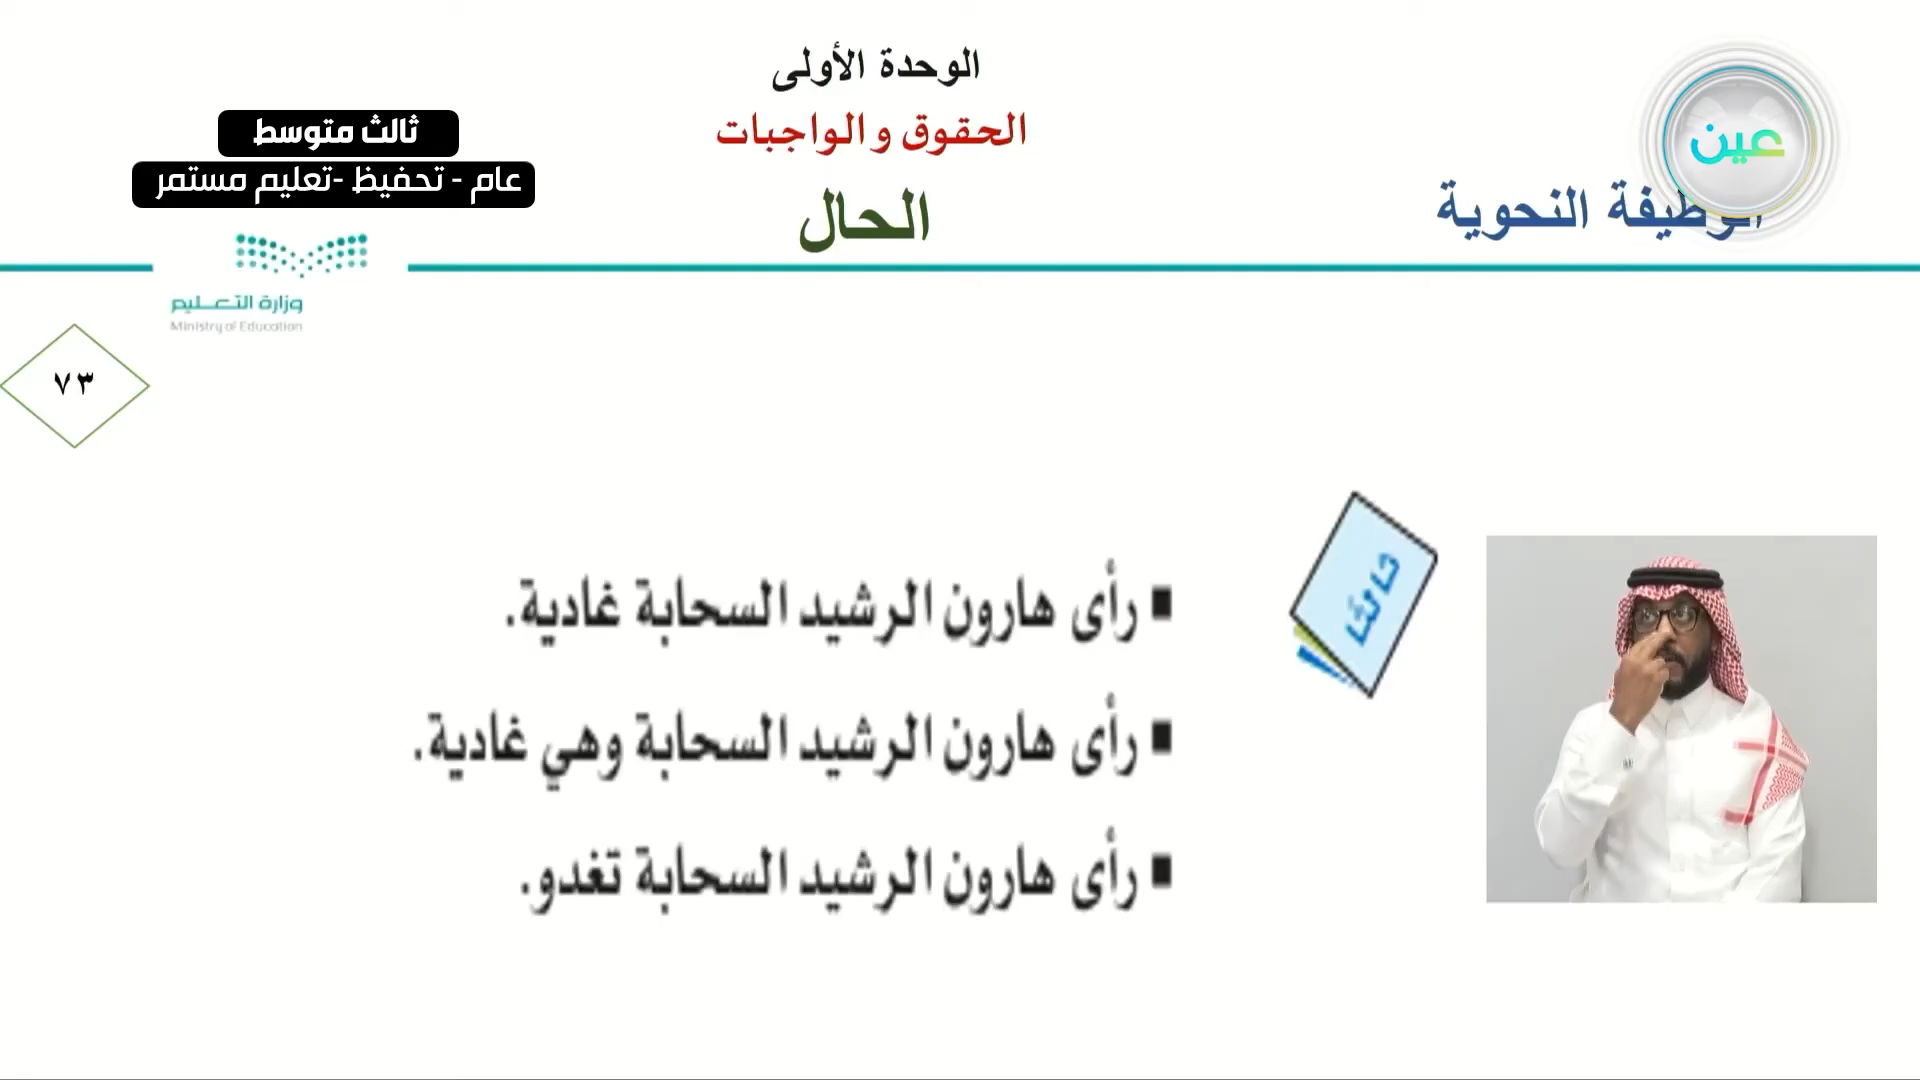 الوحدة الأولى
الحقوق والواجبات
الحال
عين
الوظيفة النحوية
ثالث متوسط
عام - تحفيظ -تعليم مستمر
وزارة التعليم
Ministry of Education
٧٣
ثالثًا
▪ رأى هارون الرشيد السحابة غادية.
▪ رأى هارون الرشيد السحابة وهي غادية.
▪ رأى هارون الرشيد السحابة تغدو.